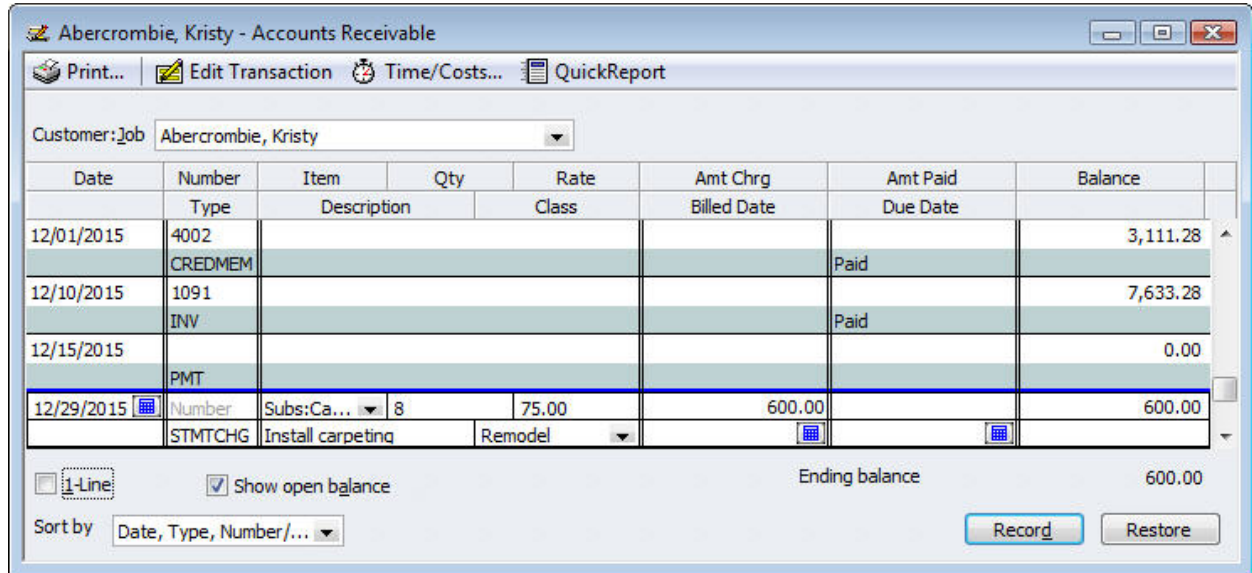 Abercrombie, Kristy - Accounts Receivable
Print... Edit Transaction Time/Costs... QuickReport
Customer:Job Abercrombie, Kristy
Date Number Item Qty Rate Amt Chrg Amt Paid Balance
Type Description Class Billed Date Due Date
12/01/2015 4002 3,111.28
CREDMEM Paid
12/10/2015 1091 7,633.28
INV Paid
12/15/2015 0.00
PMT
12/29/2015 Number Subs:Ca... 8 75.00 600.00 600.00
STMTCHG Install carpeting Remodel
1-Line Show open balance Ending balance 600.00
Sort by Date, Type, Number/... Record Restore